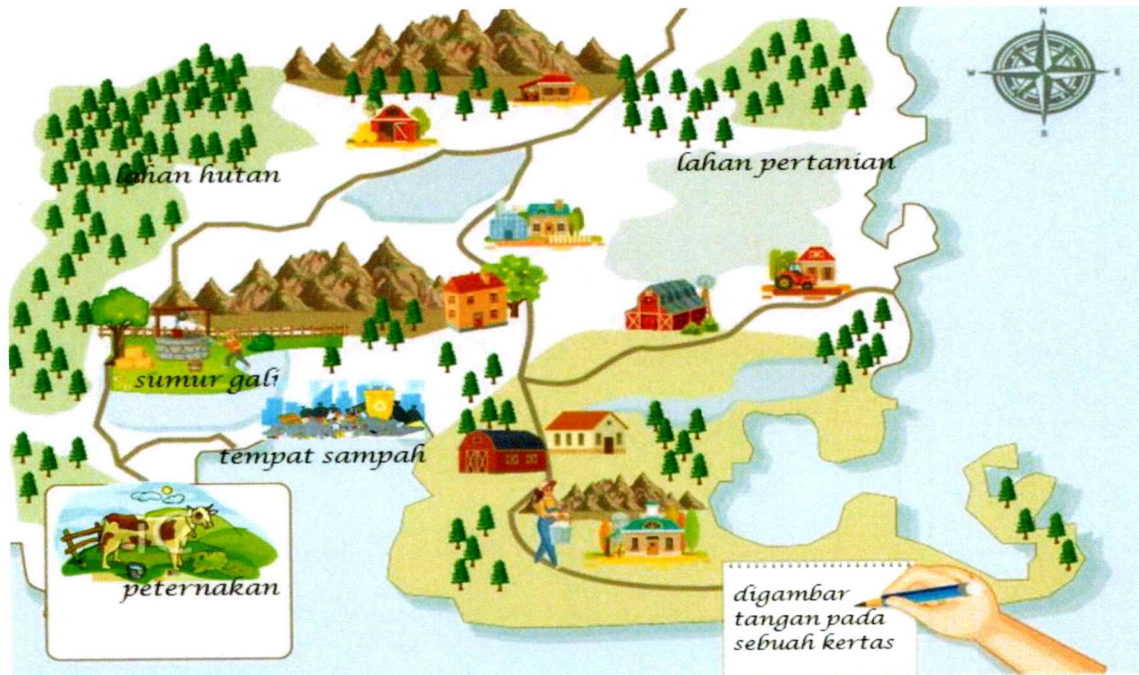 N
W
E
S
lahan hutan
lahan pertanian
sumur gali
tempat sampah
peternakan
digambar
tangan pada
sebuah kertas